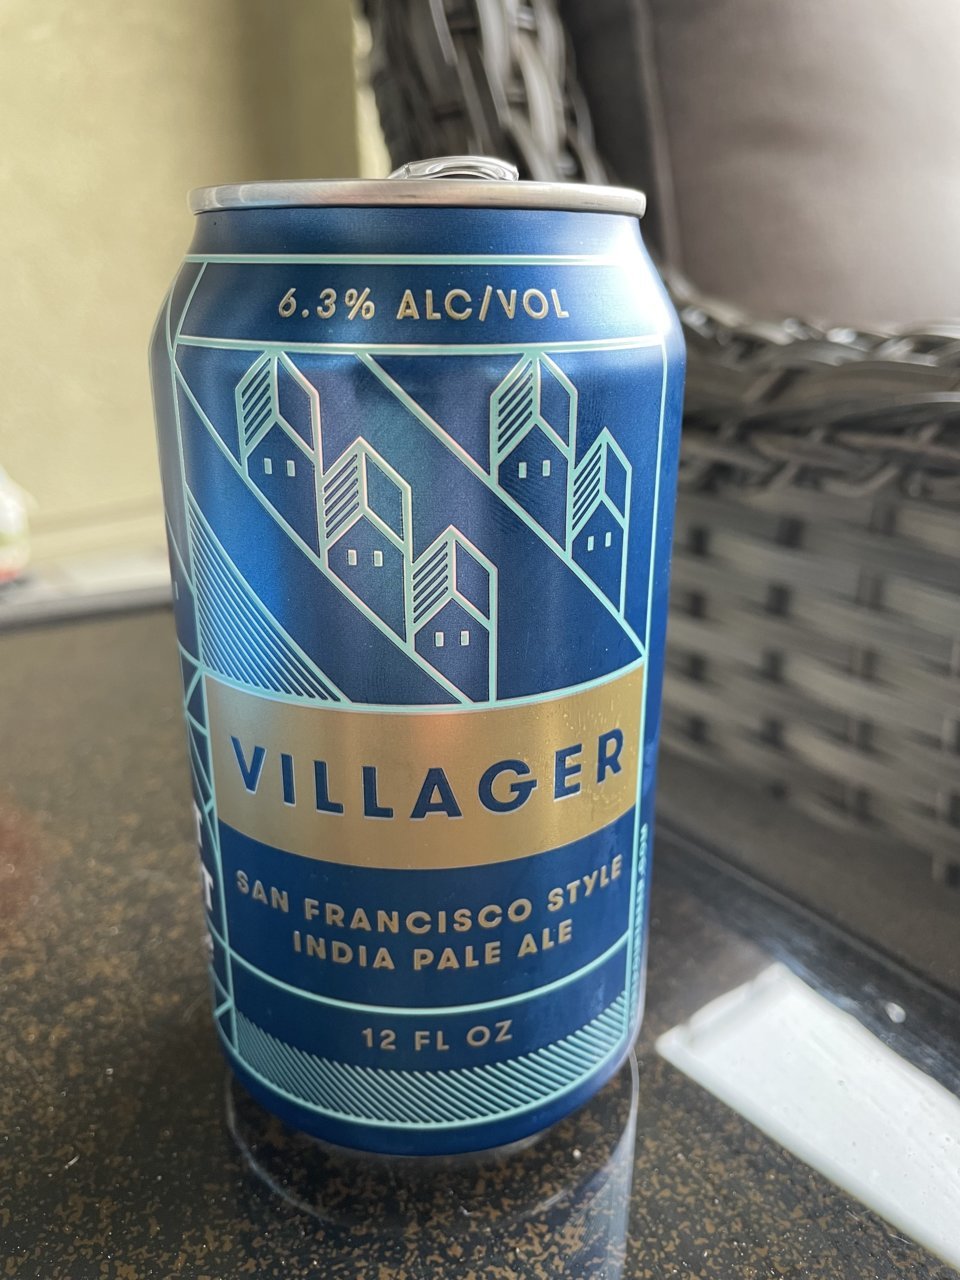 6.3% ALC/VOL
VILLAGER
SAN FRANCISCO STYLE
INDIA PALE ALE
12 FL OZ